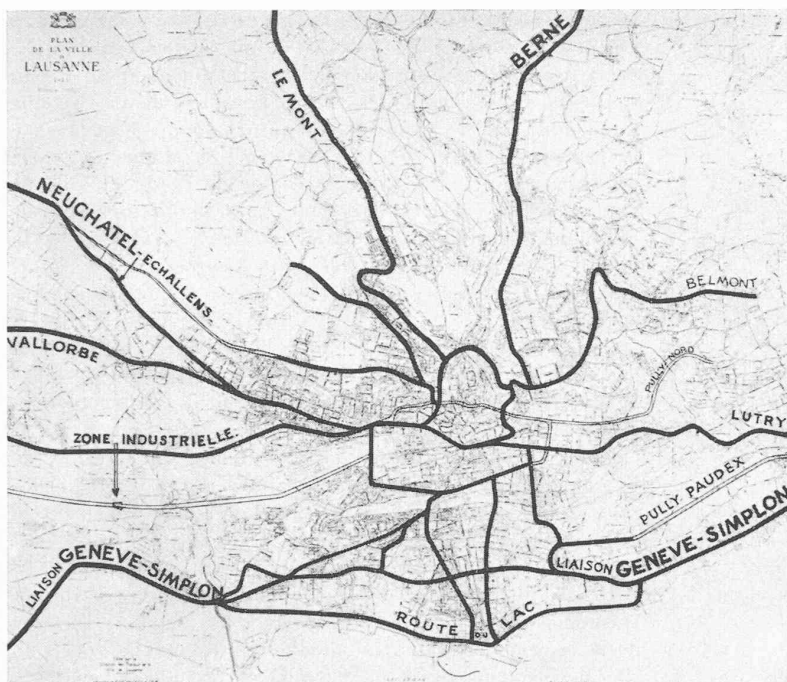 PLAN
DE LA VILLE
DE
LAUSANNE
LE MONT
BERNE
NEUCHATEL-ECHALLENS
BELMONT
VALLORBE
PULLY-NORD
LUTRY
ZONE INDUSTRIELLE.
PULLY PAUDEX
LIAISON GENEVE-SIMPLON
LIAISON GENEVE-SIMPLON
ROUTE DU LAC